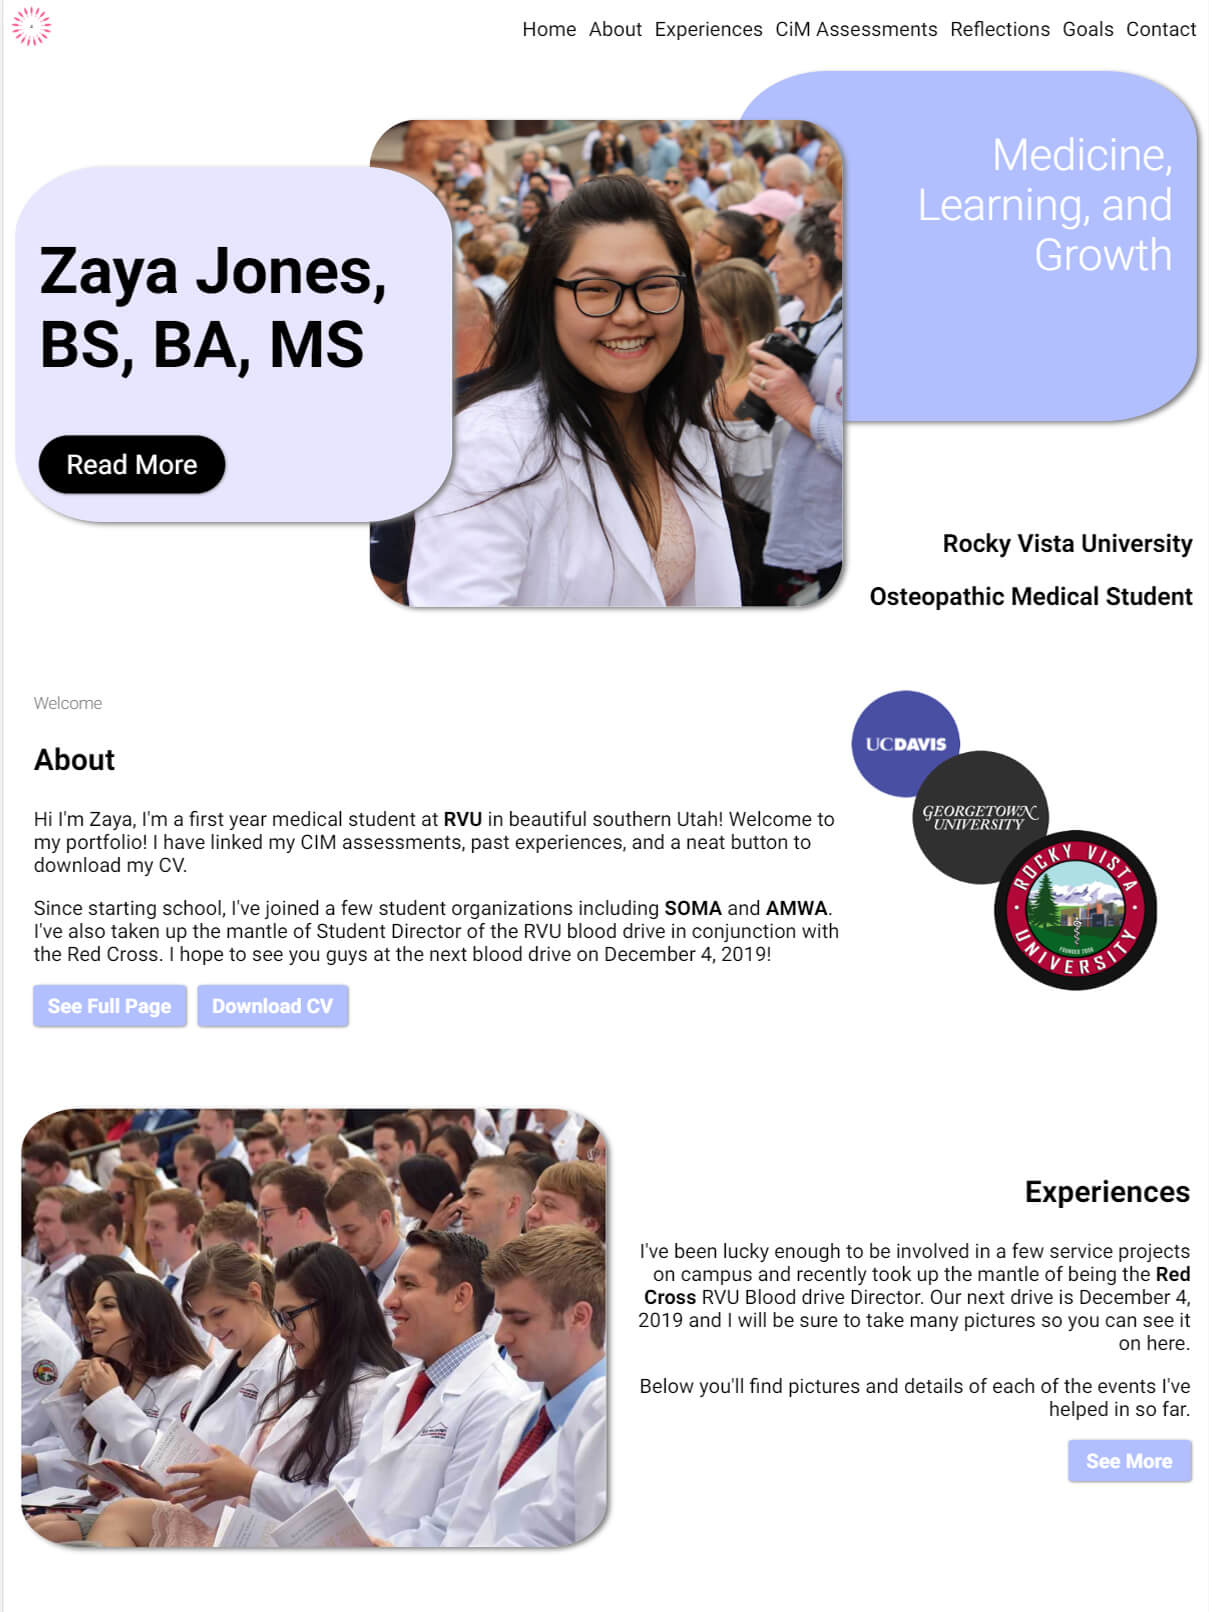 Home About Experiences CiM Assessments Reflections Goals Contact
Medicine,
Learning, and
Growth
Zaya Jones,
BS, BA, MS
Read More
Rocky Vista University
Osteopathic Medical Student
Welcome
About
Hi I'm Zaya, I'm a first year medical student at RVU in beautiful southern Utah! Welcome to
my portfolio! I have linked my CIM assessments, past experiences, and a neat button to
download my CV.
Since starting school, I've joined a few student organizations including SOMA and AMWA.
I've also taken up the mantle of Student Director of the RVU blood drive in conjunction with
the Red Cross. I hope to see you guys at the next blood drive on December 4, 2019!
See Full Page Download CV
UCDAVIS
GEORGETOWN
UNIVERSITY
ROCKY VISTA
UNIVERSITY
Experiences
I've been lucky enough to be involved in a few service projects
on campus and recently took up the mantle of being the Red
Cross RVU Blood drive Director. Our next drive is December 4,
2019 and I will be sure to take many pictures so you can see it
on here.
Below you'll find pictures and details of each of the events I've
helped in so far.
See More